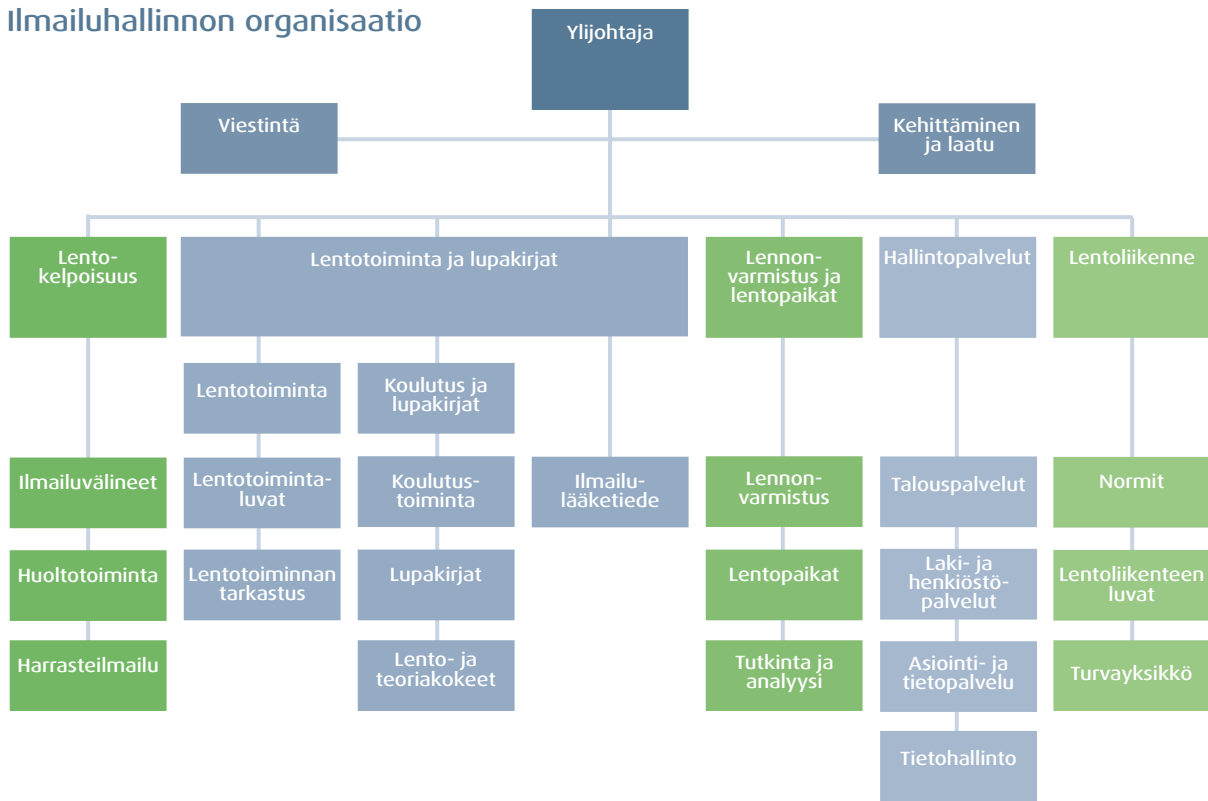 Ilmailuhallinnon organisaatio
Ylijohtaja
Viestintä
Kehittäminen
ja laatu
Lento-
kelpoisuus
Lentotoiminta ja lupakirjat
Lennon-
varmistus ja
lentopaikat
Hallintopalvelut
Lentoliikenne
Lentotoiminta
Koulutus ja
lupakirjat
Ilmailuvälineet
Lentotoiminta-
luvat
Koulutus-
toiminta
Ilmailu-
lääketiede
Lennon-
varmistus
Talouspalvelut
Normit
Huoltotoiminta
Lentotoiminnan
tarkastus
Lupakirjat
Lentopaikat
Laki- ja
henkiöstö-
palvelut
Lentoliikenteen
luvat
Harrasteilmailu
Lento- ja
teoriakokeet
Tutkinta ja
analyysi
Asiointi- ja
tietopalvelu
Turvayksikkö
Tietohallinto